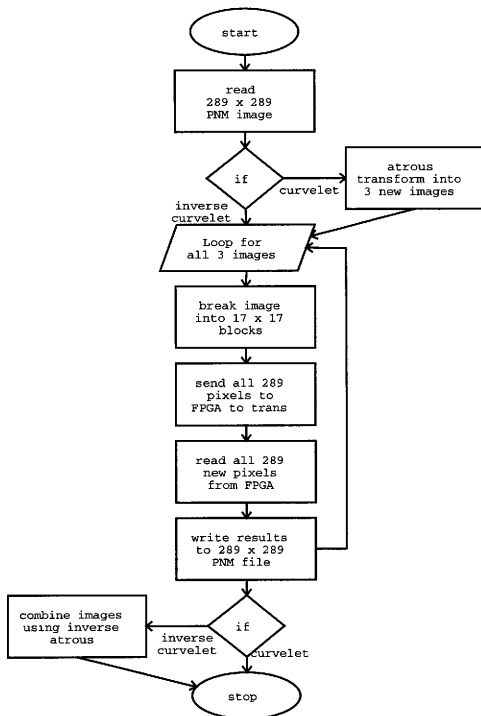 start
read
289 x 289
PNM image
if
curvelet
atrous
transform into
3 new images
inverse
curvelet
Loop for
all 3 images
break image
into 17 x 17
blocks
send all 289
pixels to
FPGA to trans
read all 289
new pixels
from FPGA
write results
to 289 x 289
PNM file
if
inverse
curvelet
curvelet
combine images
using inverse
atrous
stop